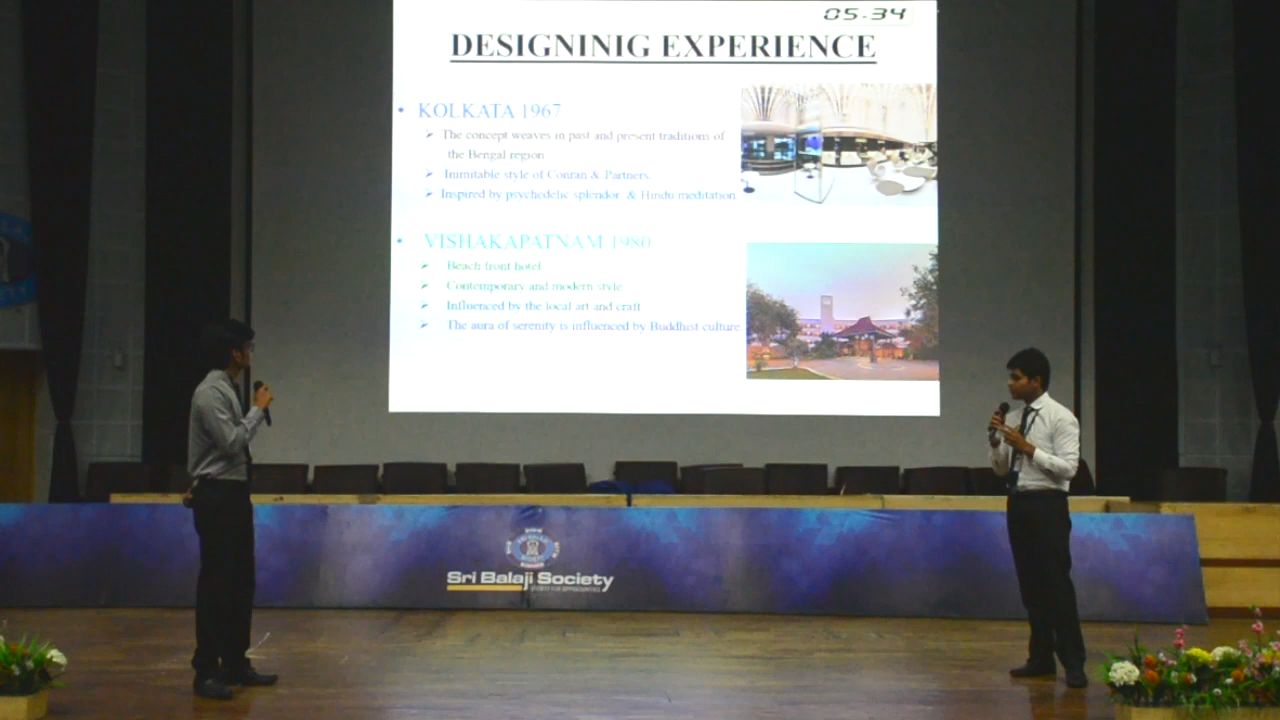 05-34
DESIGNINIG EXPERIENCE
• KOLKATA 1967
➢ The concept weaves in past and present traditions of
the Bengal region
➢ Inimitable style of Conran & Partners.
➢ Inspired by psychedelic splendor & Hindu meditation.
• VISHAKAPATNAM 1980
➢ Beach front hotel
➢ Contemporary and modern style
➢ Influenced by the local art and craft
➢ The aura of serenity is influenced by Buddhist culture
Sri Balaji Society